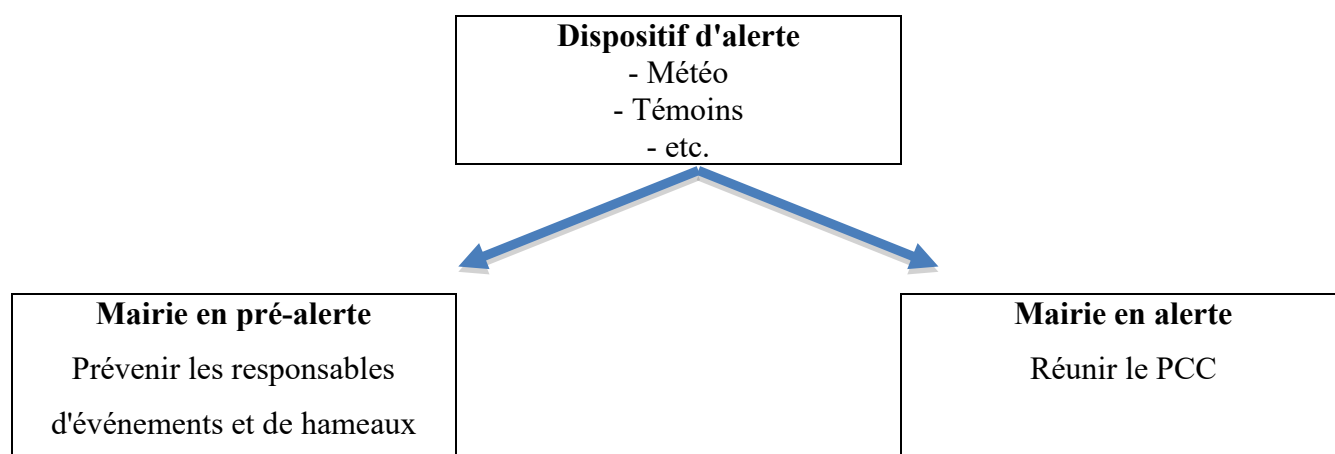 Dispositif d'alerte
- Météo
- Témoins
- etc.
Mairie en pré-alerte
Prévenir les responsables
d'événements et de hameaux
Mairie en alerte
Réunir le PCC